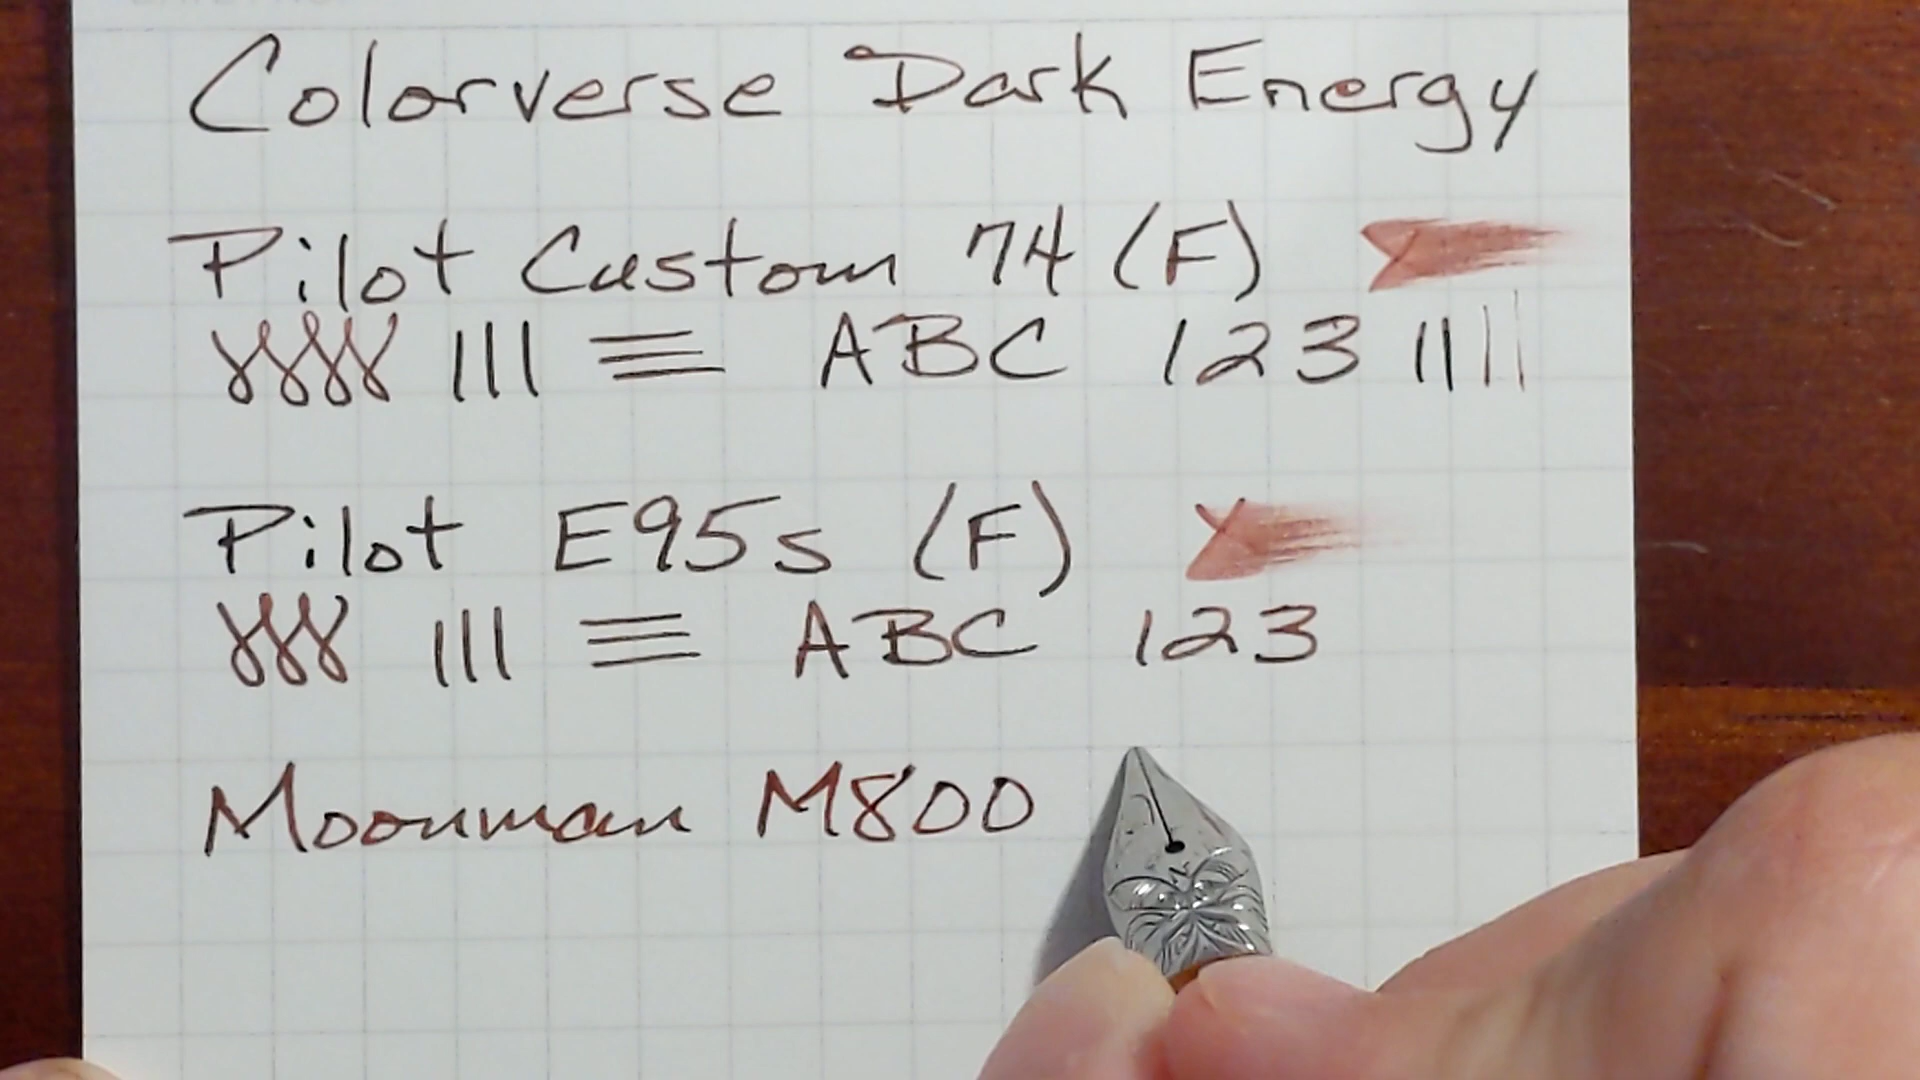 Colorverse Dark Energy
Pilot Custom 74 (F)
ABC 123
Pilot E95s (F)
ABC 123
Moonman M800